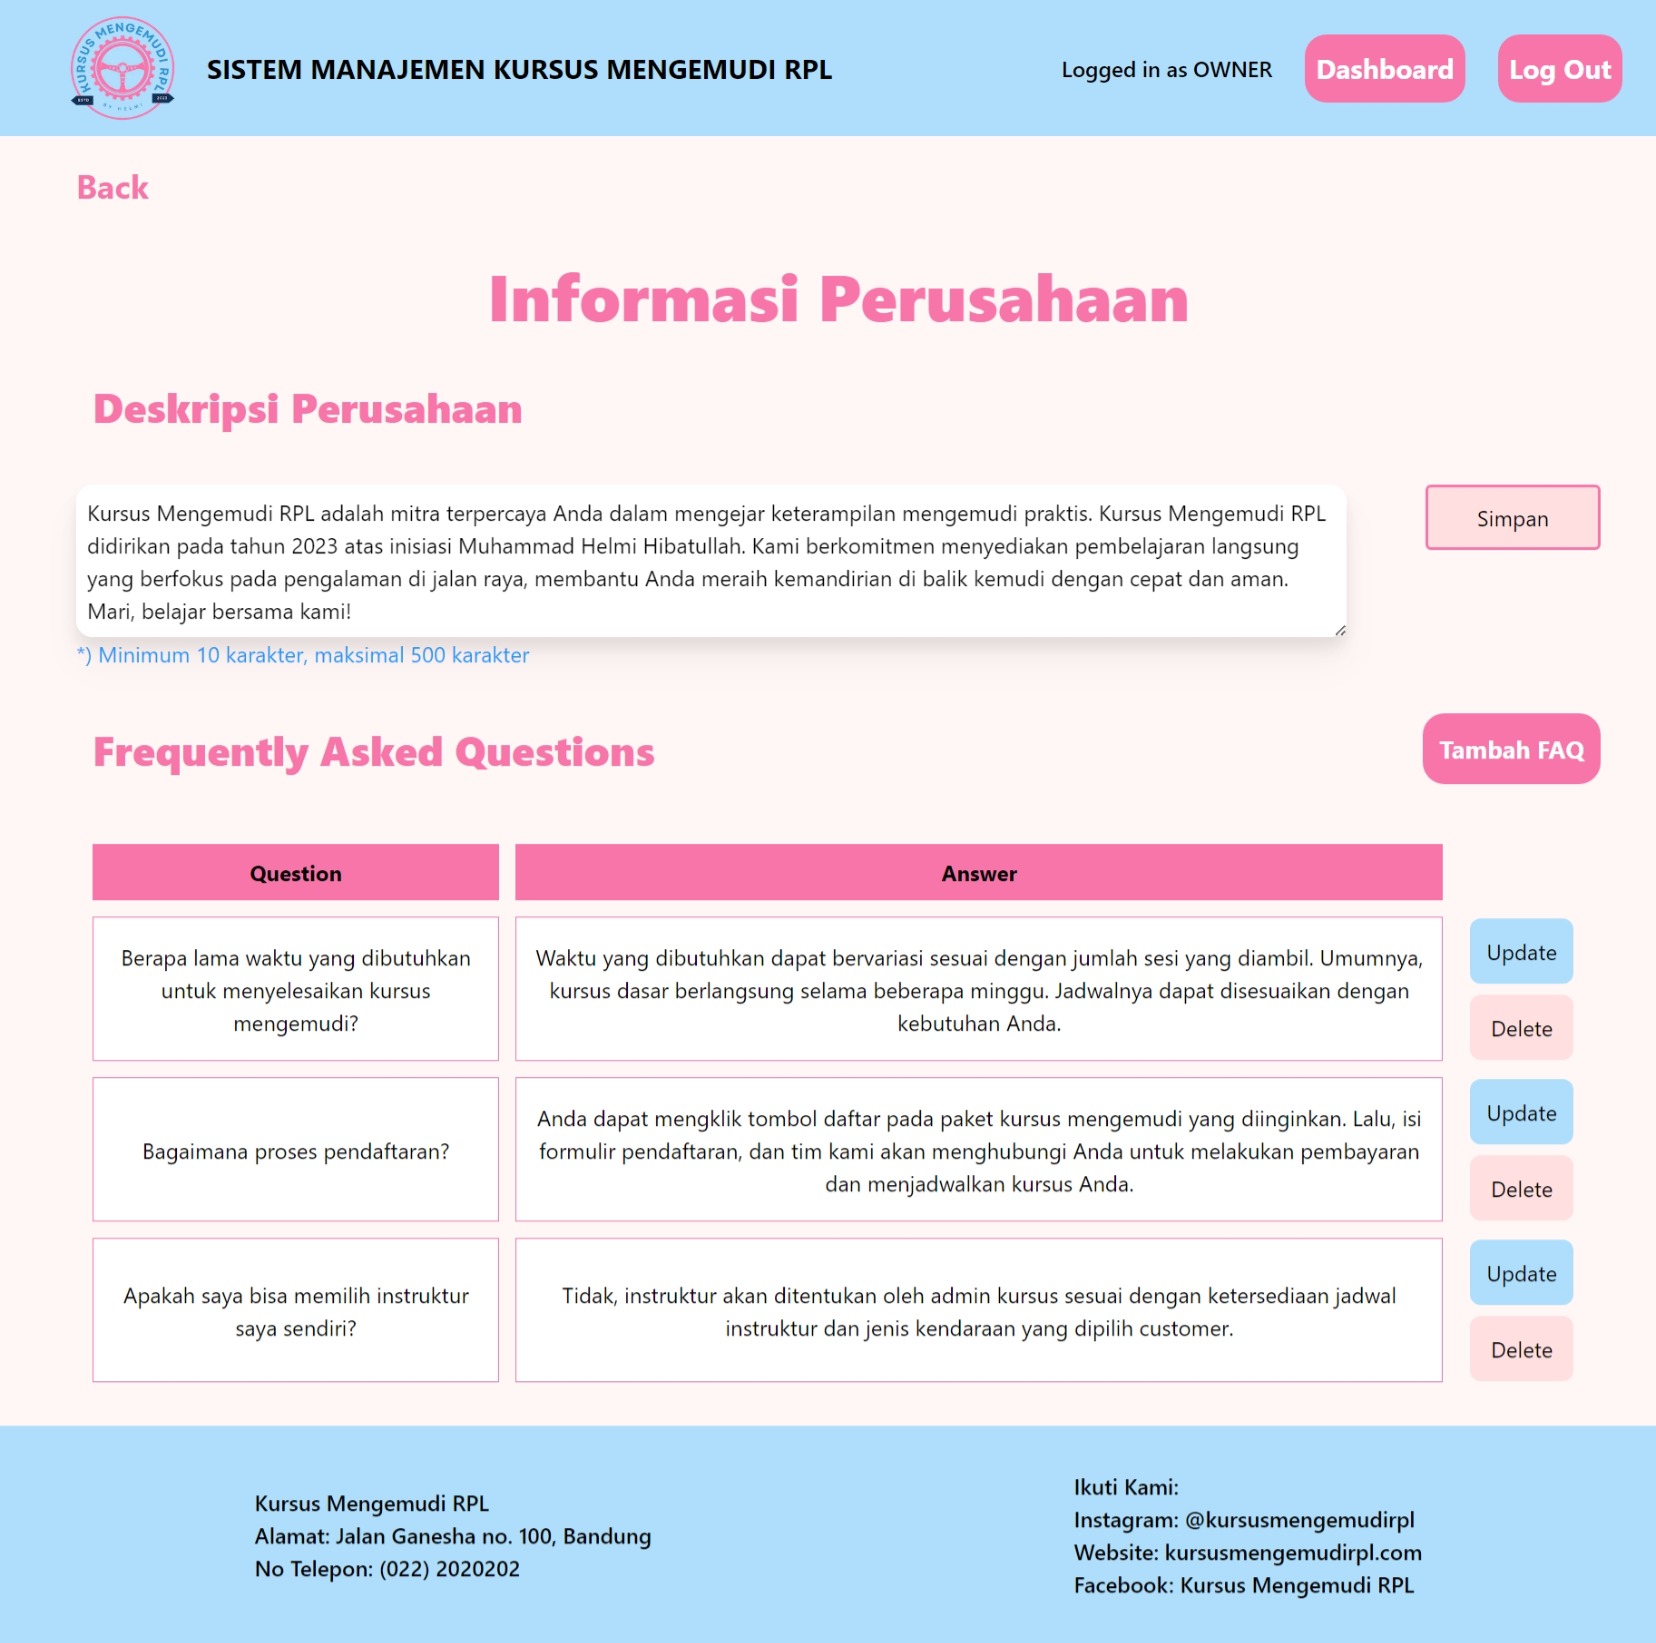 KURSUS MENGEMUDI RPL
BY HELMI
SISTEM MANAJEMEN KURSUS MENGEMUDI RPL
Logged in as OWNER
Dashboard
Log Out
Back
Informasi Perusahaan
Deskripsi Perusahaan
Kursus Mengemudi RPL adalah mitra terpercaya Anda dalam mengejar keterampilan mengemudi praktis. Kursus Mengemudi RPL
didirikan pada tahun 2023 atas inisiasi Muhammad Helmi Hibatullah. Kami berkomitmen menyediakan pembelajaran langsung
yang berfokus pada pengalaman di jalan raya, membantu Anda meraih kemandirian di balik kemudi dengan cepat dan aman.
Mari, belajar bersama kami!
Simpan
*) Minimum 10 karakter, maksimal 500 karakter
Frequently Asked Questions
Tambah FAQ
Question
Answer
Berapa lama waktu yang dibutuhkan
untuk menyelesaikan kursus
mengemudi?
Waktu yang dibutuhkan dapat bervariasi sesuai dengan jumlah sesi yang diambil. Umumnya,
kursus dasar berlangsung selama beberapa minggu. Jadwalnya dapat disesuaikan dengan
kebutuhan Anda.
Update
Delete
Bagaimana proses pendaftaran?
Anda dapat mengklik tombol daftar pada paket kursus mengemudi yang diinginkan. Lalu, isi
formulir pendaftaran, dan tim kami akan menghubungi Anda untuk melakukan pembayaran
dan menjadwalkan kursus Anda.
Update
Delete
Apakah saya bisa memilih instruktur
saya sendiri?
Tidak, instruktur akan ditentukan oleh admin kursus sesuai dengan ketersediaan jadwal
instruktur dan jenis kendaraan yang dipilih customer.
Update
Delete
Kursus Mengemudi RPL
Alamat: Jalan Ganesha no. 100, Bandung
No Telepon: (022) 2020202
Ikuti Kami:
Instagram: @kursusmengemudirpl
Website: kursusmengemudirpl.com
Facebook: Kursus Mengemudi RPL